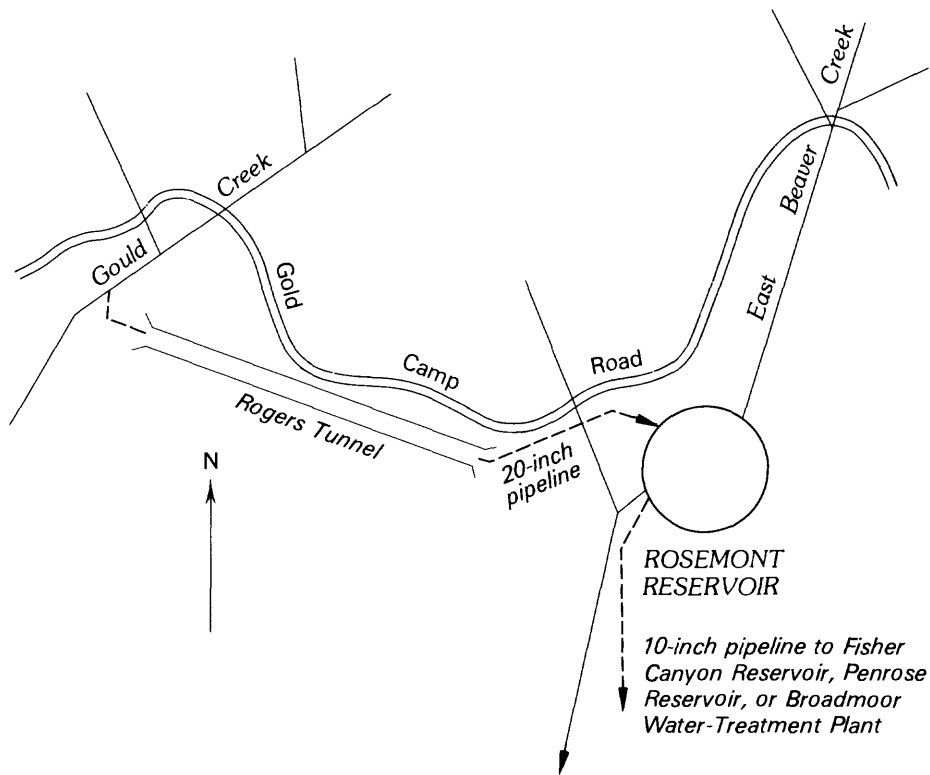 East Beaver Creek
Gould Creek
Gold Camp Road
Rogers Tunnel
20-inch
pipeline
N
ROSEMONT
RESERVOIR
10-inch pipeline to Fisher
Canyon Reservoir, Penrose
Reservoir, or Broadmoor
Water-Treatment Plant